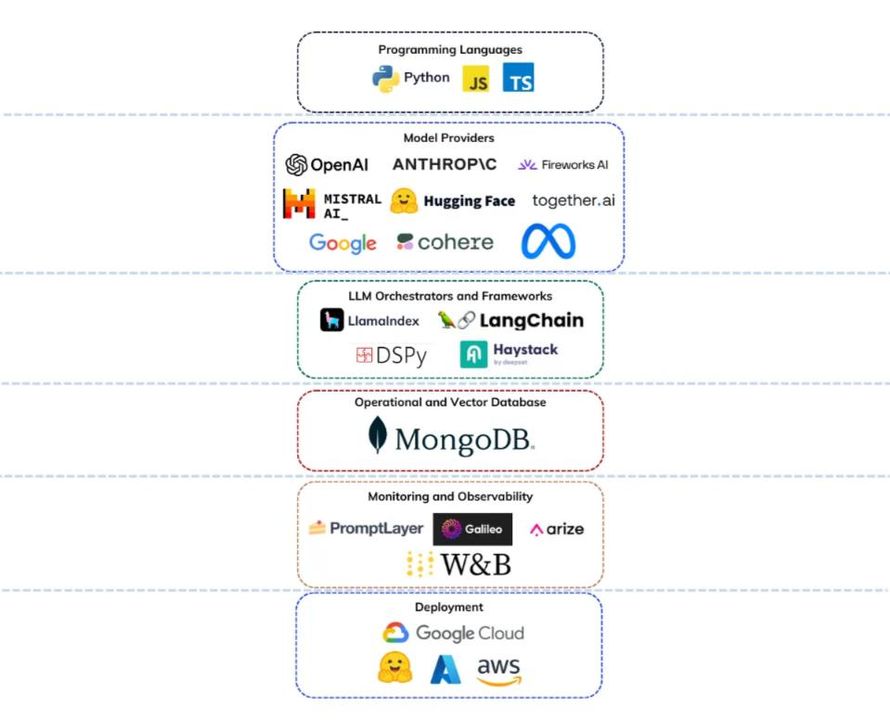 Programming Languages
Python JS TS
Model Providers
OpenAI ANTHROP\C Fireworks AI
MISTRAL AI_ Hugging Face together.ai
Google cohere
LLM Orchestrators and Frameworks
LlamaIndex LangChain
DSPy Haystack
by deepset
Operational and Vector Database
MongoDB®
Monitoring and Observability
PromptLayer Galileo arize
W&B
Deployment
Google Cloud
aws